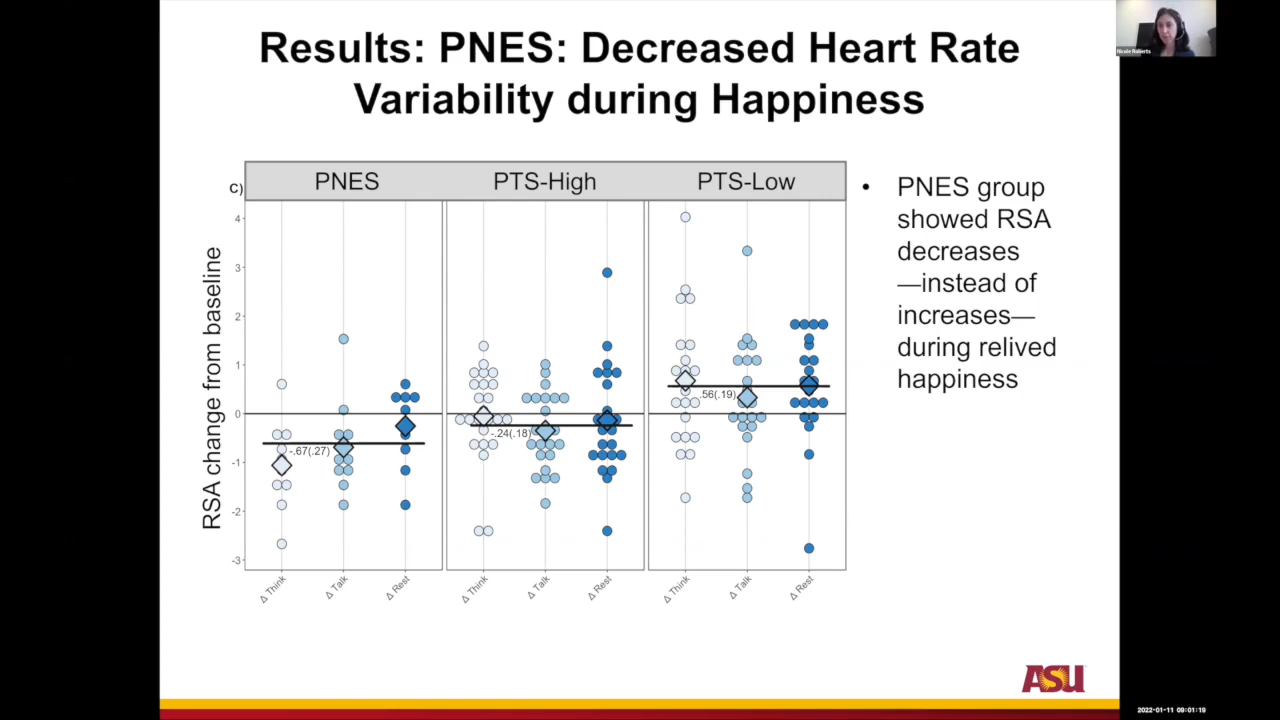 Results: PNES: Decreased Heart Rate
Variability during Happiness
Nicole Roberts
C)
PNES
PTS-High
PTS-Low
RSA change from baseline
4
3
2
1
0
-1
-2
-3
-.67(.27)
-.24(.18)
.56(.19)
Δ Think
Δ Talk
Δ Rest
Δ Think
Δ Talk
Δ Rest
Δ Think
Δ Talk
Δ Rest
• PNES group
showed RSA
decreases
—instead of
increases—
during relived
happiness
ASU
2022-01-11 09:01:19